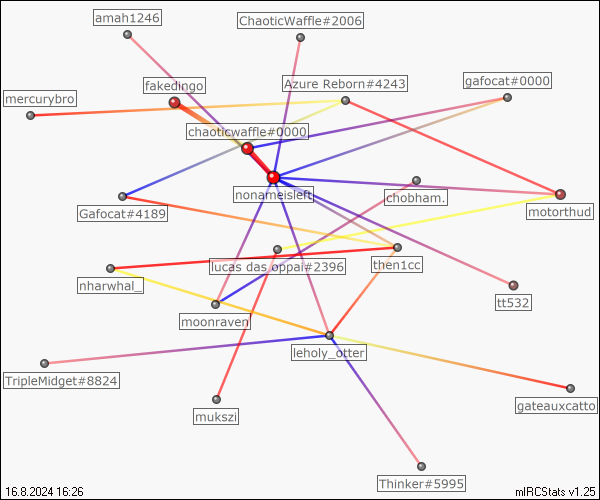 amah1246
ChaoticWaffle#2006
fakedingo
Azure Reborn#4243
gafocat#0000
mercurybro
chaoticwaffle#0000
nonameisleft
chobham.
Gafocat#4189
motorthud
lucas das oppai#2396
then1cc
nharwhal_
tt532
moonraven
leholy_otter
TripleMidget#8824
gateauxcatto
mukszi
Thinker#5995
16.8.2024 16:26
mIRCStats v1.25